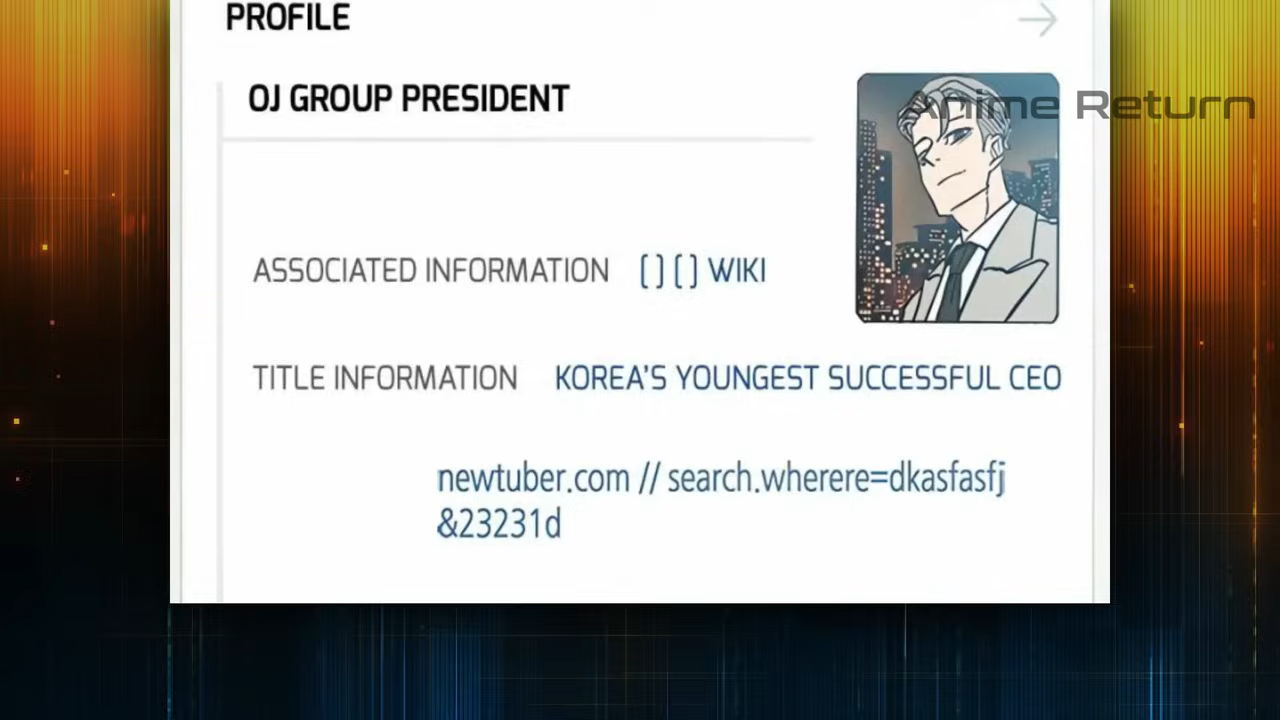 PROFILE
OJ GROUP PRESIDENT
Anime Return
ASSOCIATED INFORMATION [ ] [ ] WIKI
TITLE INFORMATION KOREA'S YOUNGEST SUCCESSFUL CEO
newtuber.com // search.wherere=dkasfasfj
&23231d